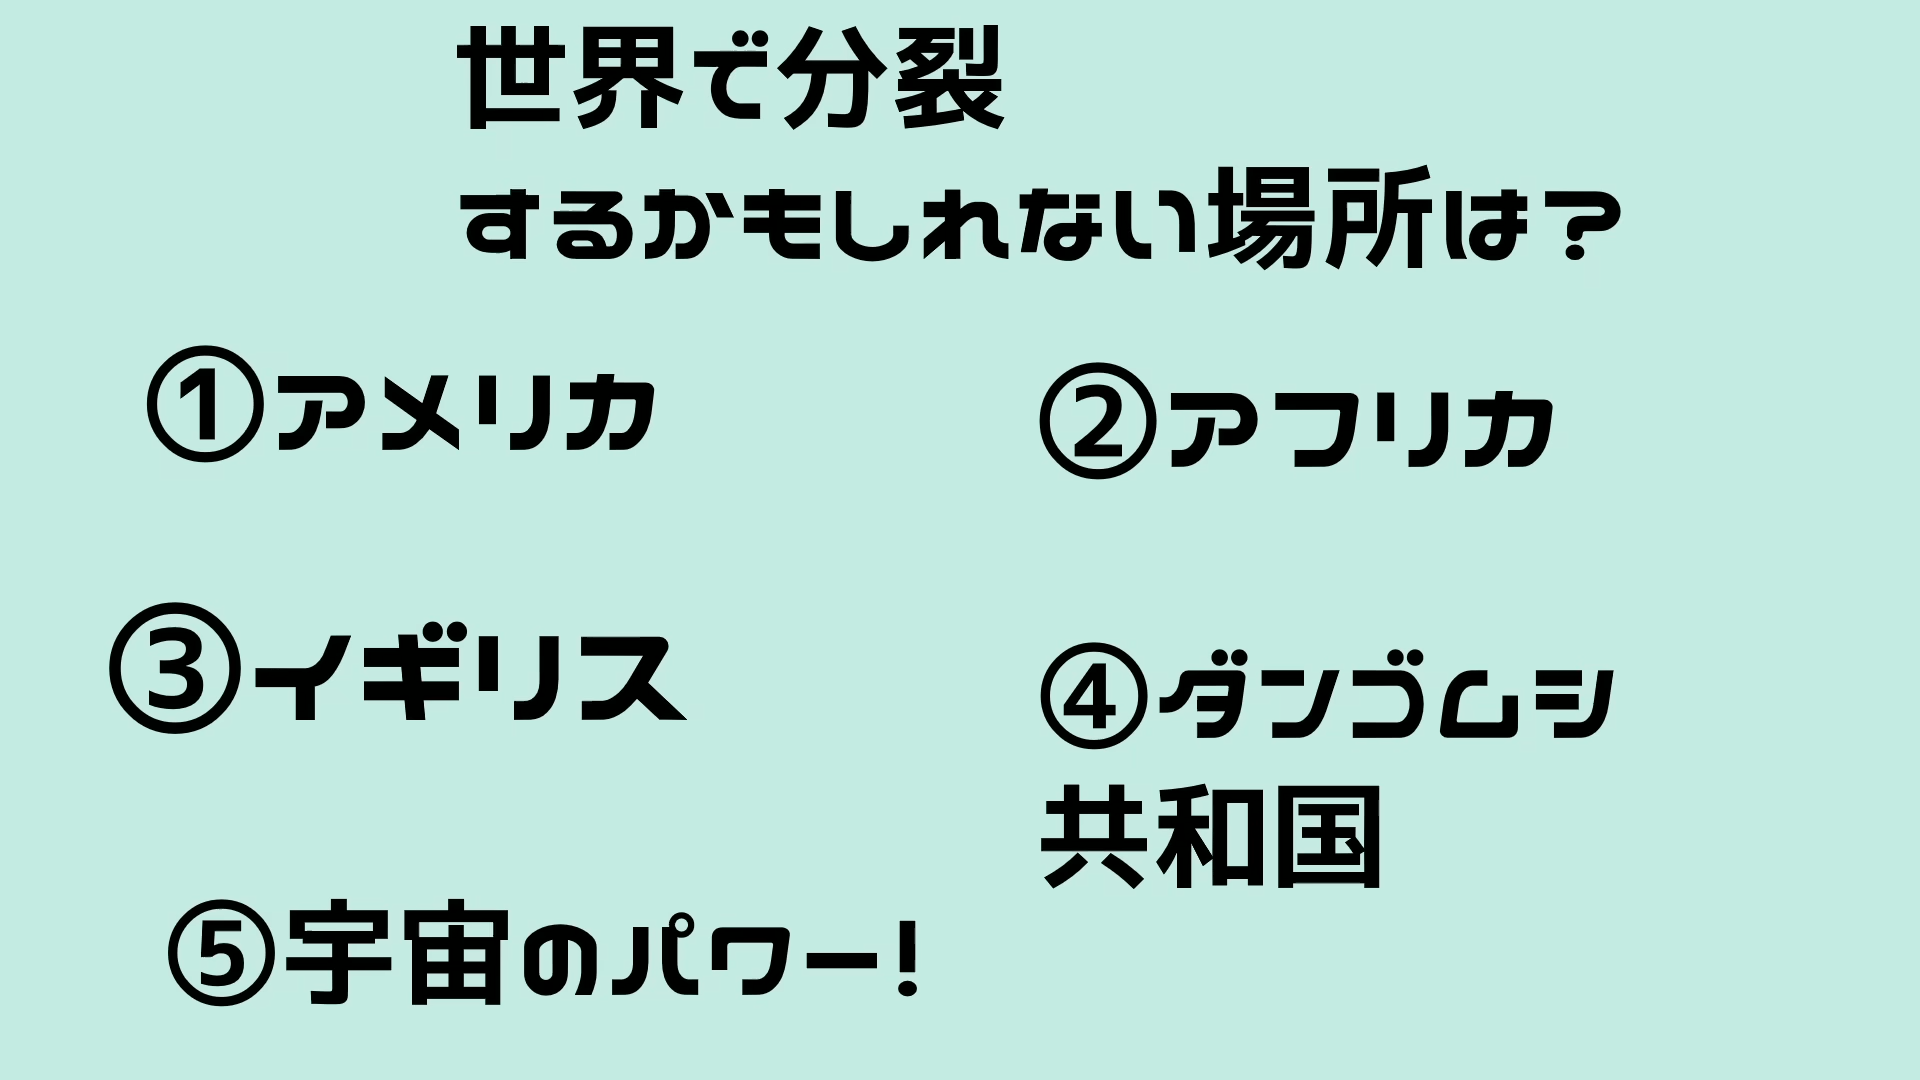 世界で分裂
するかもしれない場所は？
①アメリカ
②アフリカ
③イギリス
④ダンゴムシ
共和国
⑤宇宙のパワー！